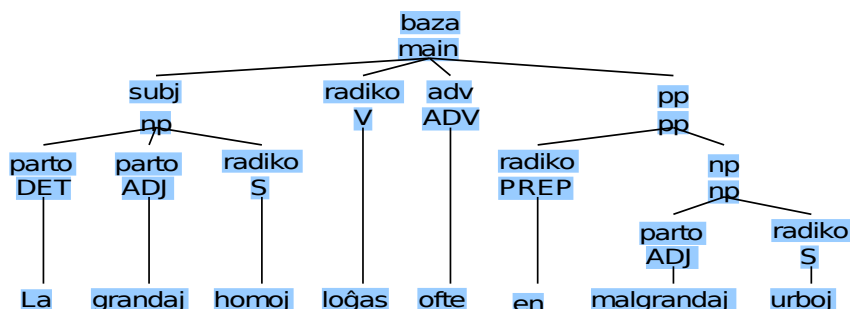 baza
main
subj radiko adv pp
np V ADV pp
parto parto radiko radiko np
DET ADJ S PREP np
parto radiko
ADJ S
La grandaj homoj loĝas ofte en malgrandaj urboj